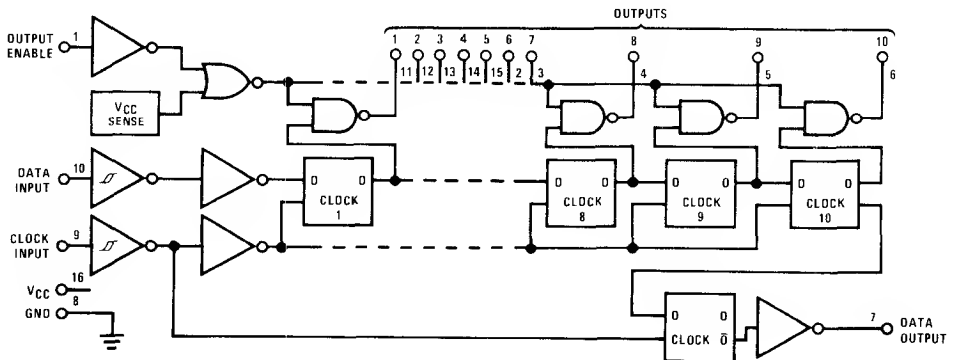 OUTPUTS
OUTPUT ENABLE 1
1 2 3 4 5 6 7 8 9 10
11 12 13 14 15 2 3 4 5 6
VCC SENSE
DATA INPUT 10
D O CLOCK 1
D O CLOCK 8
O O CLOCK 9
D O CLOCK 10
CLOCK INPUT 9
VCC 16
GND 8
D O
CLOCK Ō
7 DATA OUTPUT